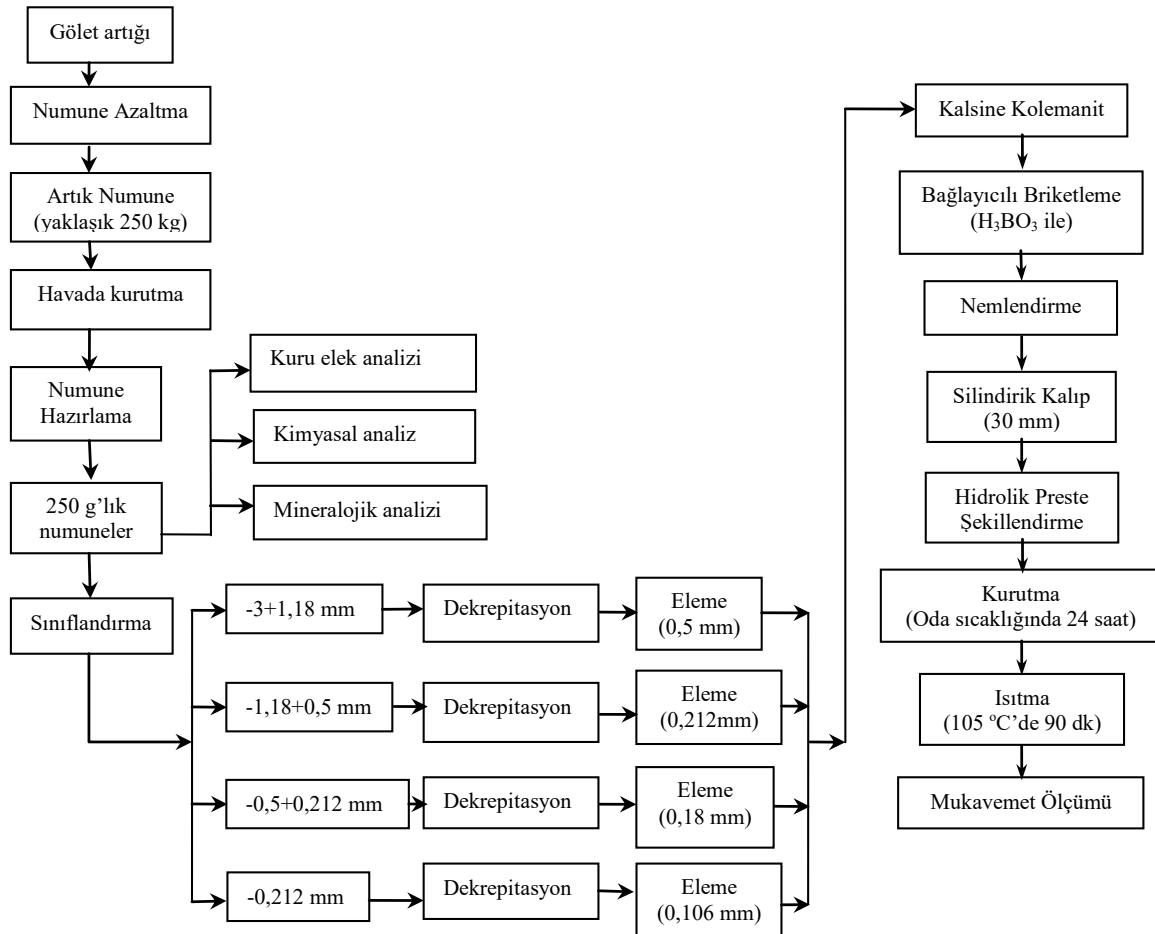 Gölet artığı
Numune Azaltma
Artık Numune
(yaklaşık 250 kg)
Havada kurutma
Numune
Hazırlama
250 g’lık
numuneler
Sınıflandırma
Kuru elek analizi
Kimyasal analiz
Mineralojik analizi
-3+1,18 mm
Dekrepitasyon
Eleme
(0,5 mm)
-1,18+0,5 mm
Dekrepitasyon
Eleme
(0,212mm)
-0,5+0,212 mm
Dekrepitasyon
Eleme
(0,18 mm)
-0,212 mm
Dekrepitasyon
Eleme
(0,106 mm)
Kalsine Kolemanit
Bağlayıcılı Briketleme
(H₃BO₃ ile)
Nemlendirme
Silindirik Kalıp
(30 mm)
Hidrolik Preste
Şekillendirme
Kurutma
(Oda sıcaklığında 24 saat)
Isıtma
(105 ºC’de 90 dk)
Mukavemet Ölçümü